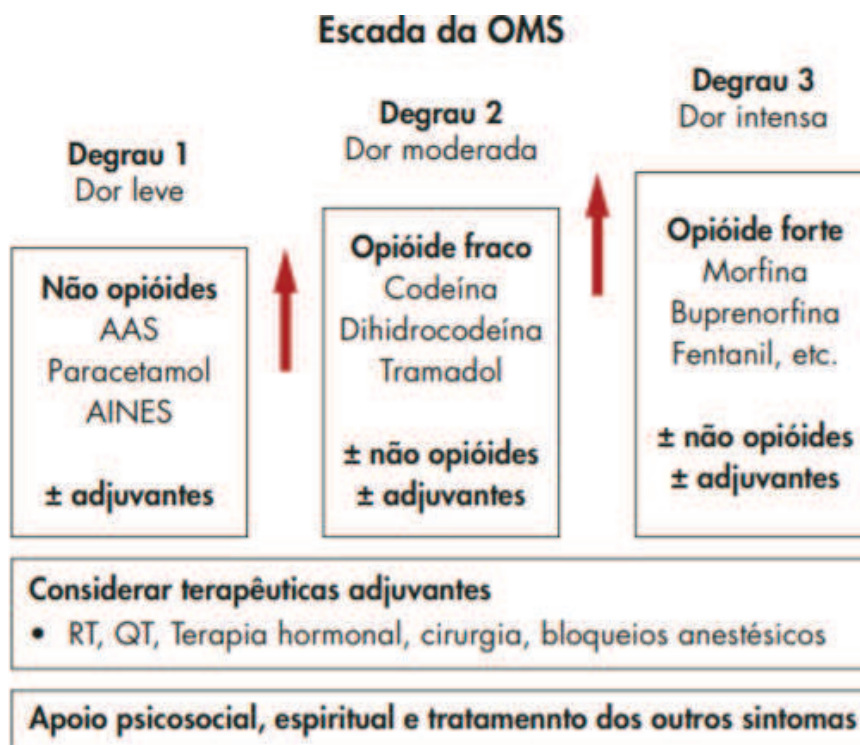 Escada da OMS
Degrau 1
Dor leve
Não opióides
AAS
Paracetamol
AINES
± adjuvantes
Degrau 2
Dor moderada
Opióide fraco
Codeína
Dihidrocodeína
Tramadol
± não opióides
± adjuvantes
Degrau 3
Dor intensa
Opióide forte
Morfina
Buprenorfina
Fentanil, etc.
± não opióides
± adjuvantes
Considerar terapêuticas adjuvantes
• RT, QT, Terapia hormonal, cirurgia, bloqueios anestésicos
Apoio psicosocial, espiritual e tratamennto dos outros sintomas